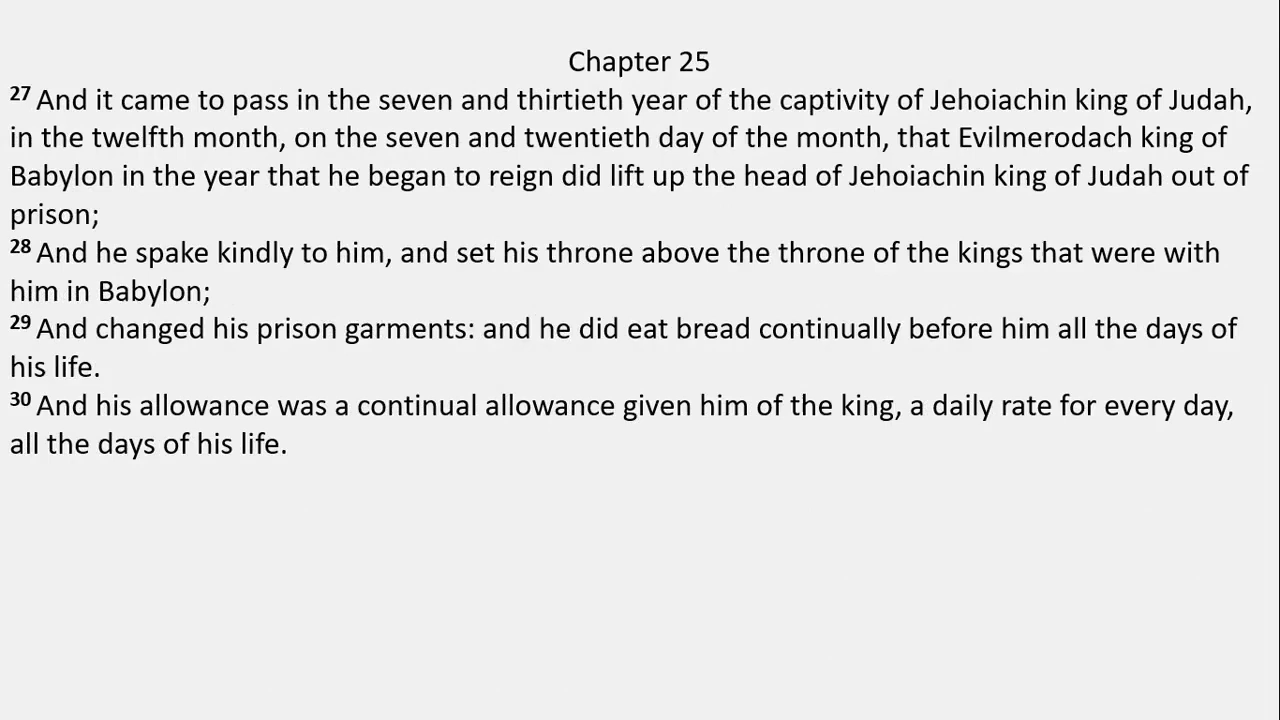 Chapter 25
27 And it came to pass in the seven and thirtieth year of the captivity of Jehoiachin king of Judah,
in the twelfth month, on the seven and twentieth day of the month, that Evilmerodach king of
Babylon in the year that he began to reign did lift up the head of Jehoiachin king of Judah out of
prison;
28 And he spake kindly to him, and set his throne above the throne of the kings that were with
him in Babylon;
29 And changed his prison garments: and he did eat bread continually before him all the days of
his life.
30 And his allowance was a continual allowance given him of the king, a daily rate for every day,
all the days of his life.